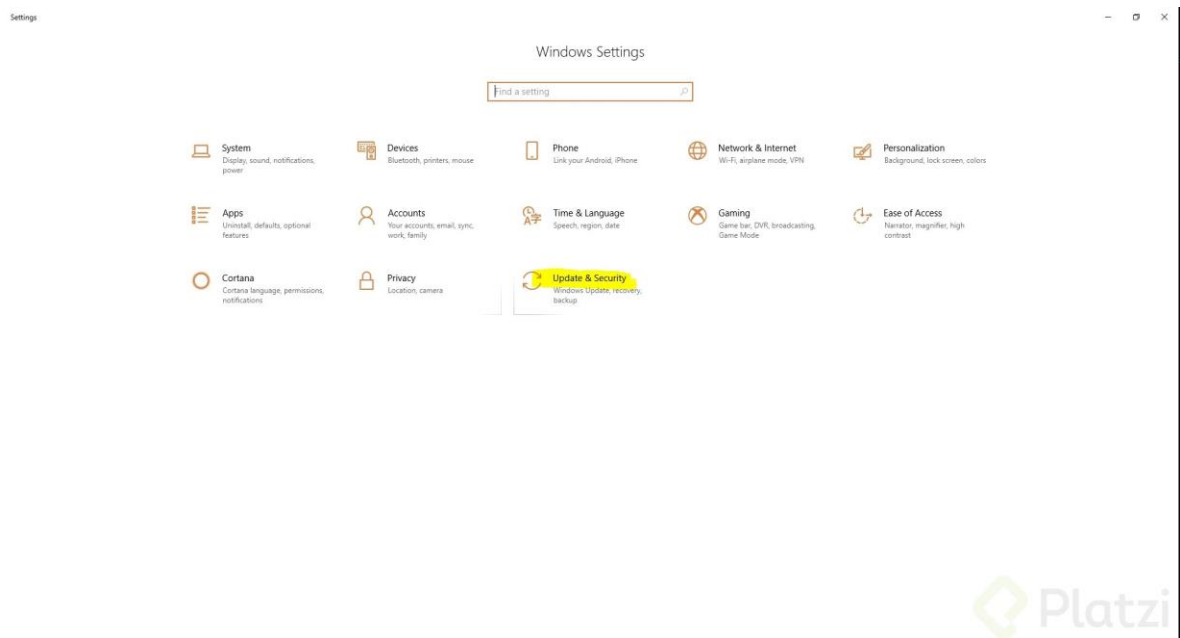 Settings
Windows Settings
Find a setting
System
Display, sound, notifications,
power
Devices
Bluetooth, printers, mouse
Phone
Link your Android, iPhone
Network & Internet
Wi-Fi, airplane mode, VPN
Personalization
Background, lock screen, colors
Apps
Uninstall, defaults, optional
features
Accounts
Your accounts, email, sync,
work, family
Time & Language
Speech, region, date
Gaming
Game bar, DVR, broadcasting,
Game Mode
Ease of Access
Narrator, magnifier, high
contrast
Cortana
Cortana language, permissions,
notifications
Privacy
Location, camera
Update & Security
Windows Update, recovery,
backup
Platzi